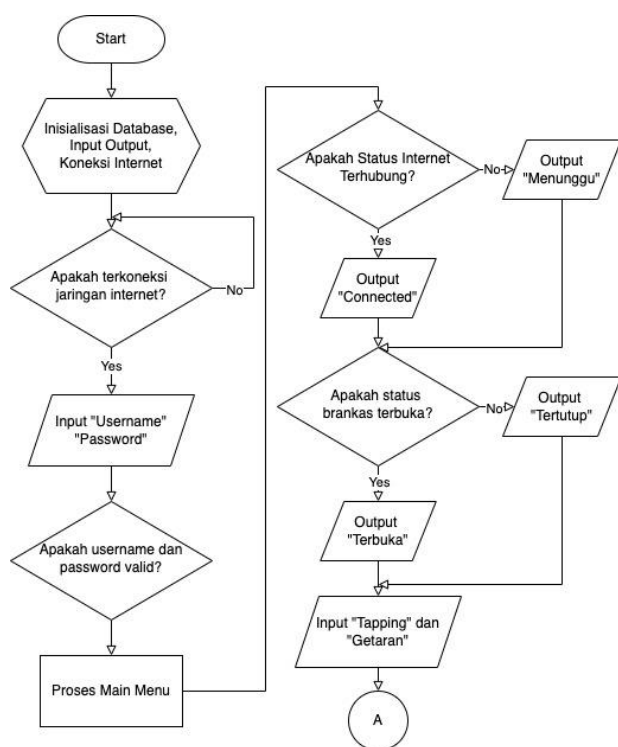 Start
Inisialisasi Database,
Input Output,
Koneksi Internet
Apakah terkoneksi
jaringan internet?
No
Yes
Input "Username"
"Password"
Apakah username dan
password valid?
Proses Main Menu
Apakah Status Internet
Terhubung?
No
Output
"Menunggu"
Yes
Output
"Connected"
Apakah status
brankas terbuka?
No
Output
"Tertutup"
Yes
Output
"Terbuka"
Input "Tapping" dan
"Getaran"
A